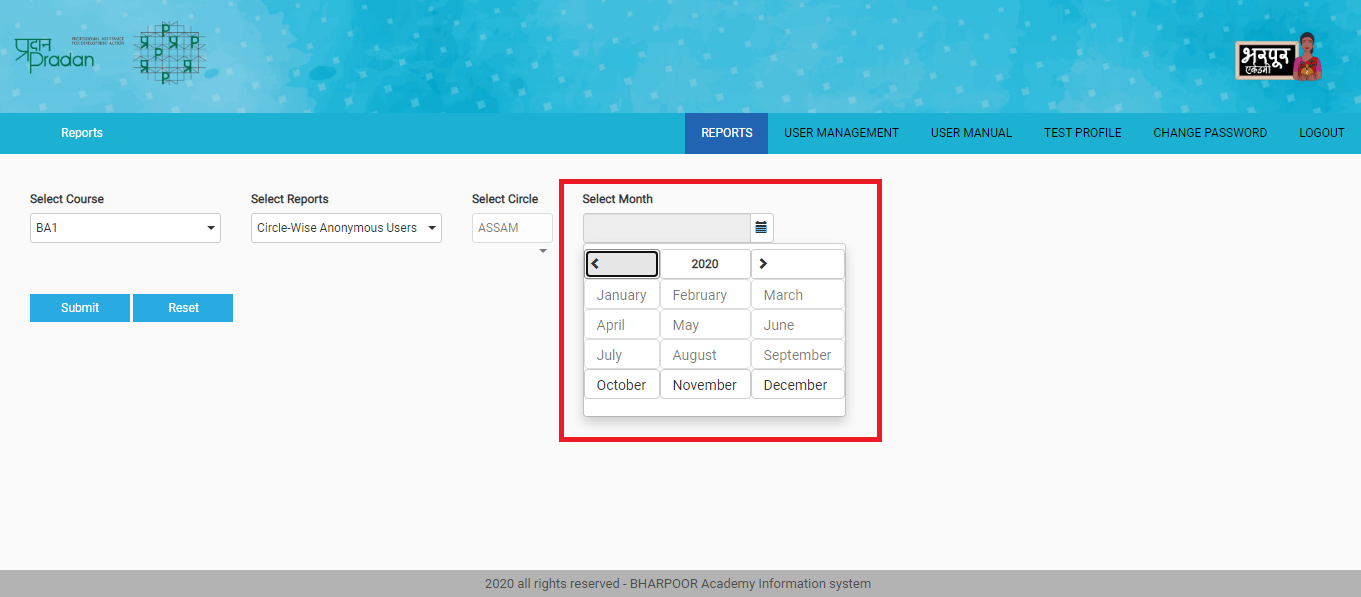 प्रदान
Pradan
PROFESSIONAL ASSISTANCE
FOR DEVELOPMENT ACTION
P
P P P
P
P P
P
भरपूर
एकेडमी
Reports
REPORTS USER MANAGEMENT USER MANUAL TEST PROFILE CHANGE PASSWORD LOGOUT
Select Course Select Reports Select Circle Select Month
BA1 Circle-Wise Anonymous Users ASSAM
2020
January February March
Submit Reset
April May June
July August September
October November December
2020 all rights reserved - BHARPOOR Academy Information system